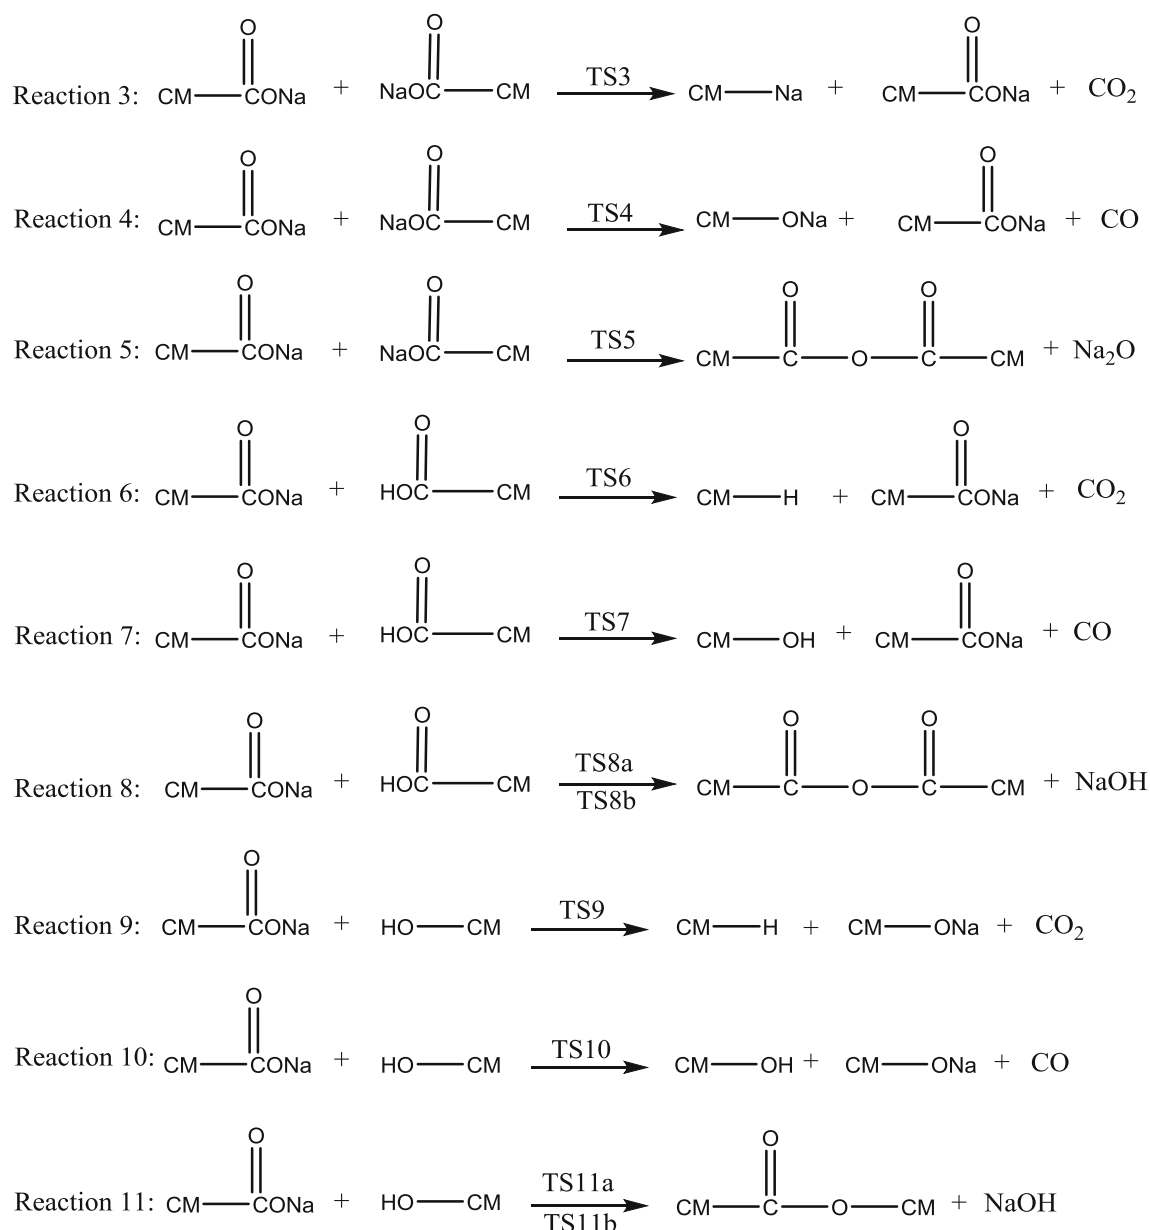 O O O
Reaction 3: CM CONa + NaOC CM TS3 CM Na + CM CONa + CO2
O O O
Reaction 4: CM CONa + NaOC CM TS4 CM ONa + CM CONa + CO
O O O O
Reaction 5: CM CONa + NaOC CM TS5 CM C O C CM + Na2O
O O O
Reaction 6: CM CONa + HOC CM TS6 CM H + CM CONa + CO2
O O O
Reaction 7: CM CONa + HOC CM TS7 CM OH + CM CONa + CO
O O O O
Reaction 8: CM CONa + HOC CM TS8a CM C O C CM + NaOH
TS8b
O
Reaction 9: CM CONa + HO CM TS9 CM H + CM ONa + CO2
O
Reaction 10: CM CONa + HO CM TS10 CM OH + CM ONa + CO
O O
Reaction 11: CM CONa + HO CM TS11a CM C O CM + NaOH
TS11b